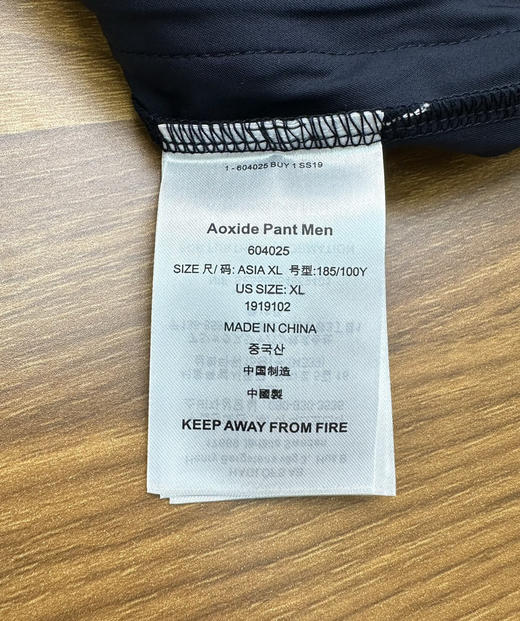 1 - 604025 BUY 1 SS19
Aoxide Pant Men
604025
SIZE 尺/ 码: ASIA XL 号型:185/100Y
US SIZE: XL
1919102
MADE IN CHINA
중국산
中国制造
中國製
KEEP AWAY FROM FIRE